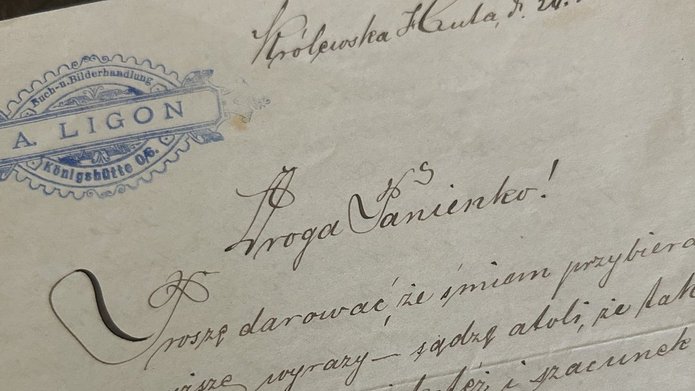 Królewska Huta, d. 24.
Buch- u. Bilderhandlung
A. LIGON
Königshütte O/S.
Droga Panienko!
Proszę darować, że śmiem przybiera
wyrazy – sądzę atoli, że tak
i szacunek